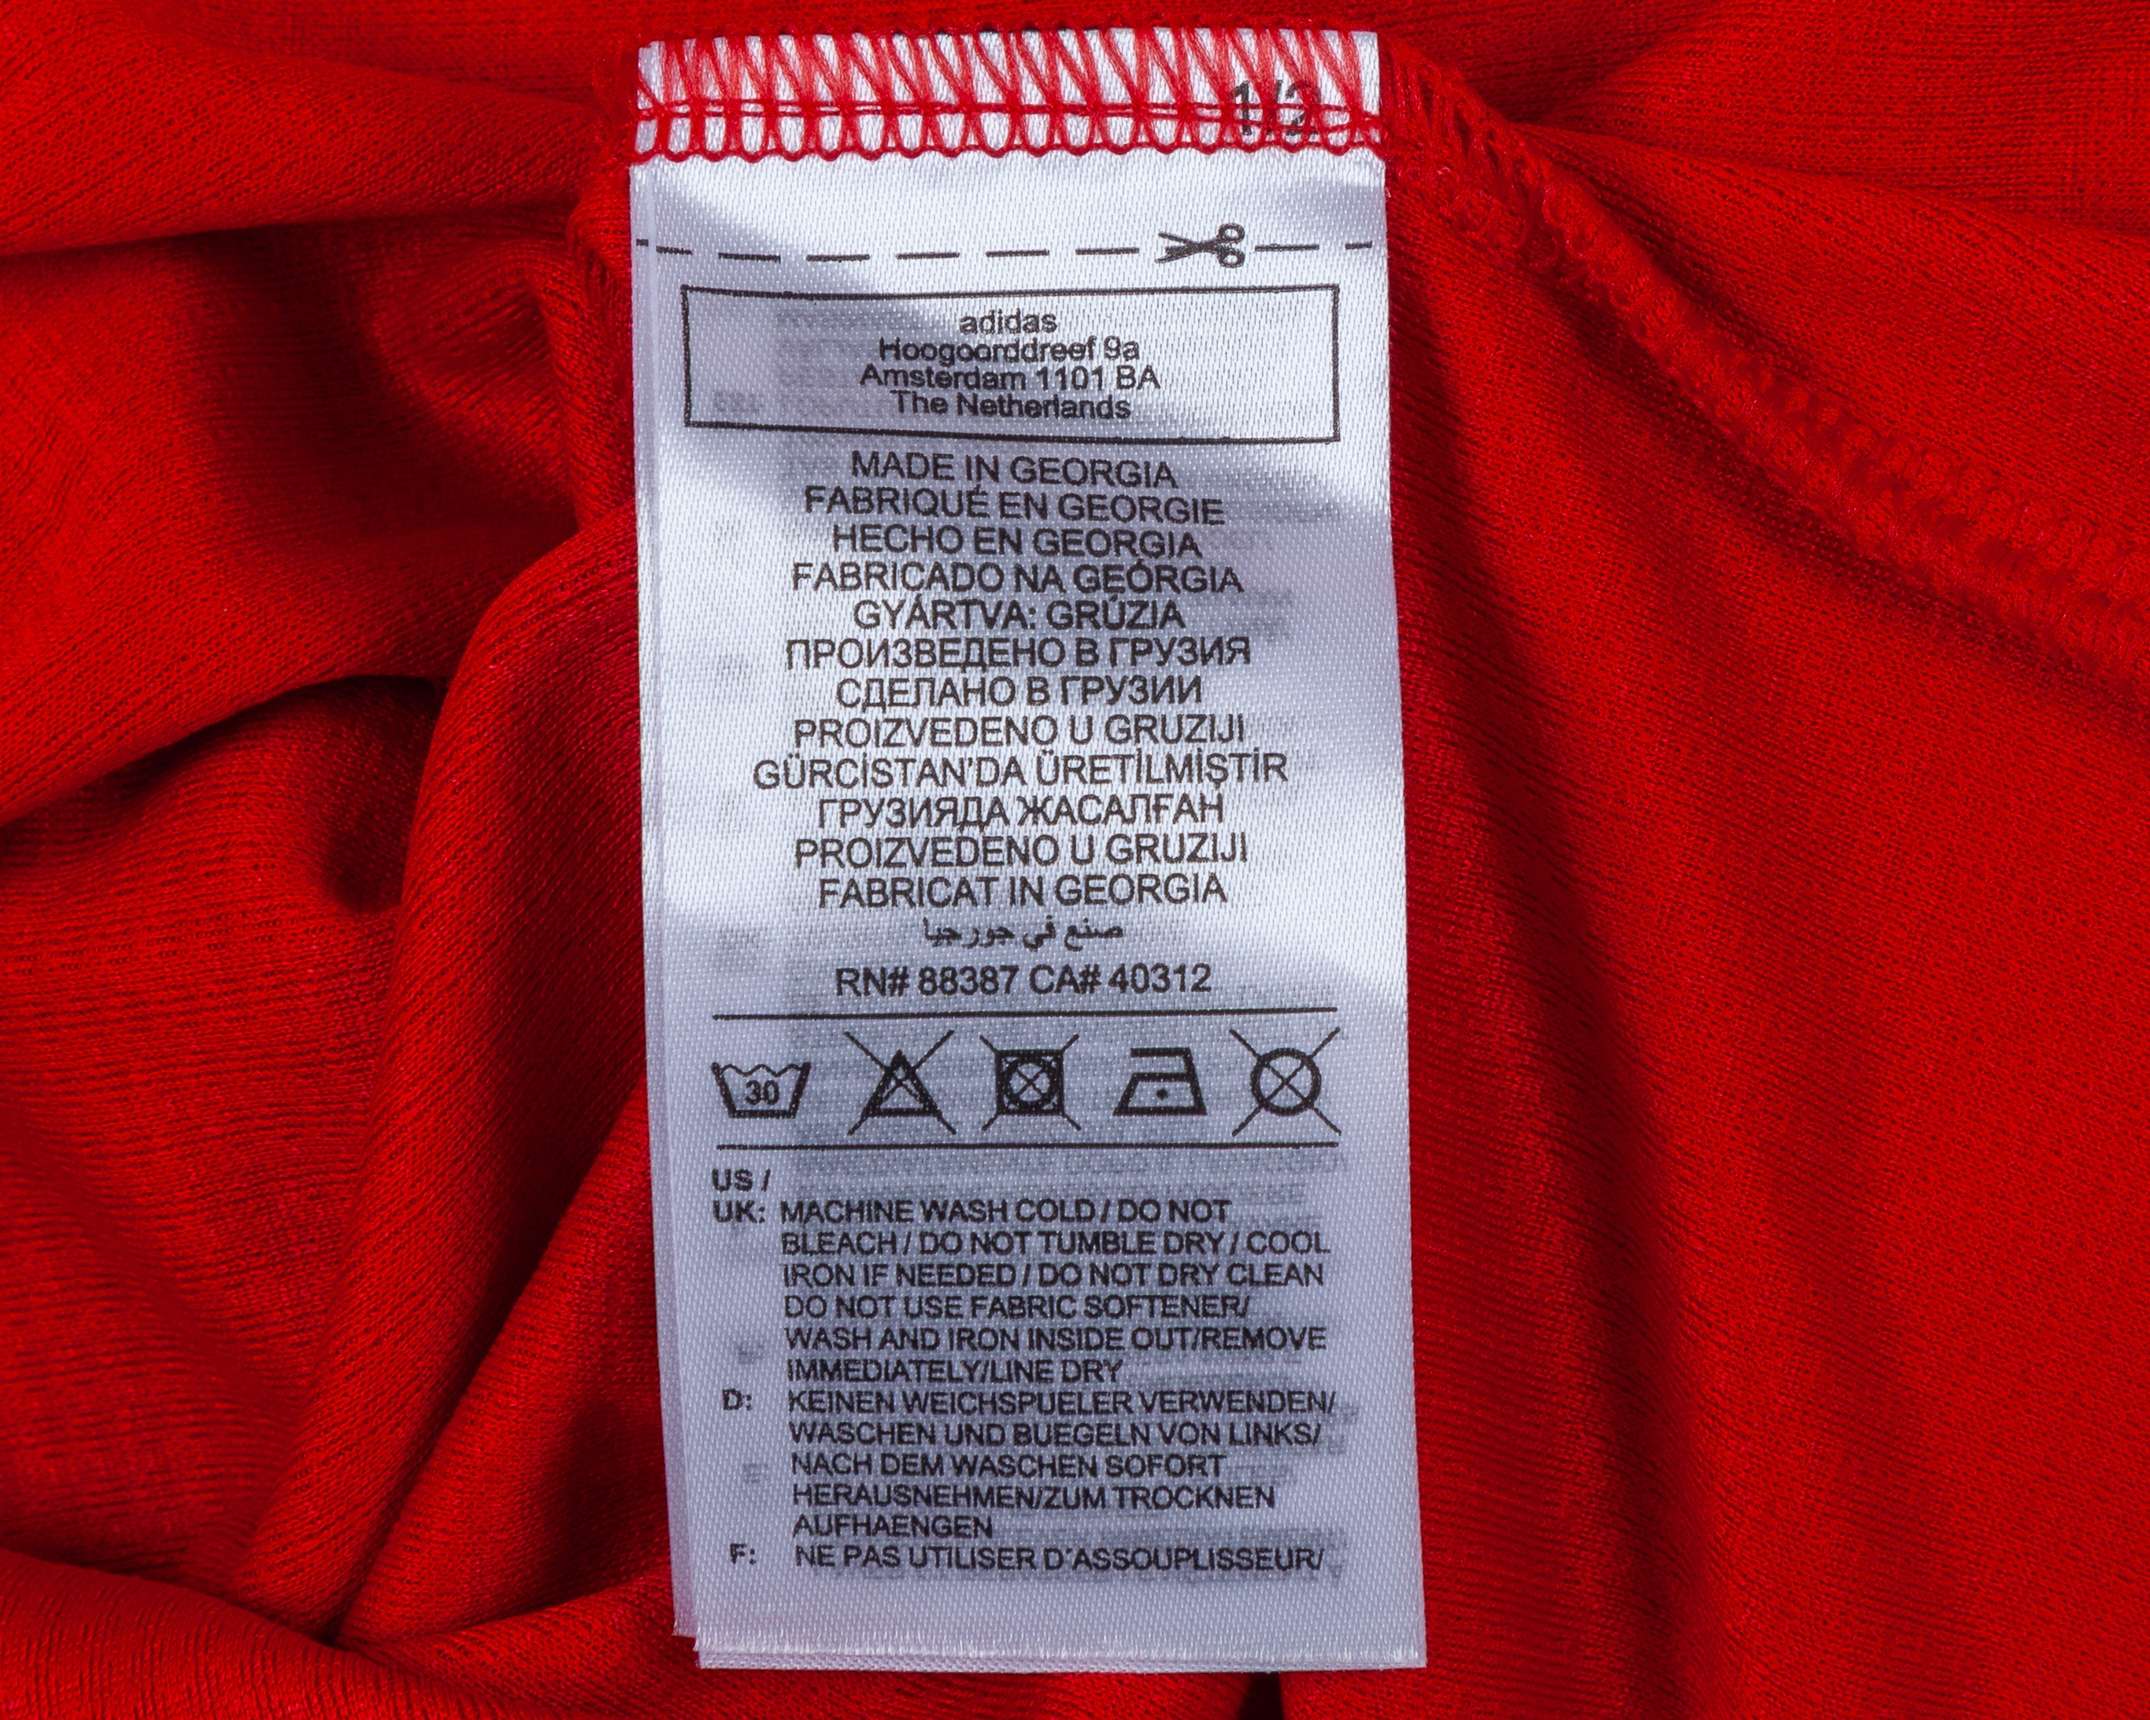 1/2
adidas
Hoogoorddreef 9a
Amsterdam 1101 BA
The Netherlands
MADE IN GEORGIA
FABRIQUÉ EN GEORGIE
HECHO EN GEORGIA
FABRICADO NA GEÓRGIA
GYÁRTVA: GRÚZIA
ПРОИЗВЕДЕНО В ГРУЗИЯ
СДЕЛАНО В ГРУЗИИ
PROIZVEDENO U GRUZIJI
GÜRCİSTAN'DA ÜRETİLMİŞTİR
ГРУЗИЯДА ЖАСАЛҒАН
PROIZVEDENO U GRUZIJI
FABRICAT IN GEORGIA
صنع في جورجيا
RN# 88387 CA# 40312
30
US /
UK: MACHINE WASH COLD / DO NOT
BLEACH / DO NOT TUMBLE DRY / COOL
IRON IF NEEDED / DO NOT DRY CLEAN
DO NOT USE FABRIC SOFTENER/
WASH AND IRON INSIDE OUT/REMOVE
IMMEDIATELY/LINE DRY
D: KEINEN WEICHSPUELER VERWENDEN/
WASCHEN UND BUEGELN VON LINKS/
NACH DEM WASCHEN SOFORT
HERAUSNEHMEN/ZUM TROCKNEN
AUFHAENGEN
F: NE PAS UTILISER D'ASSOUPLISSEUR/